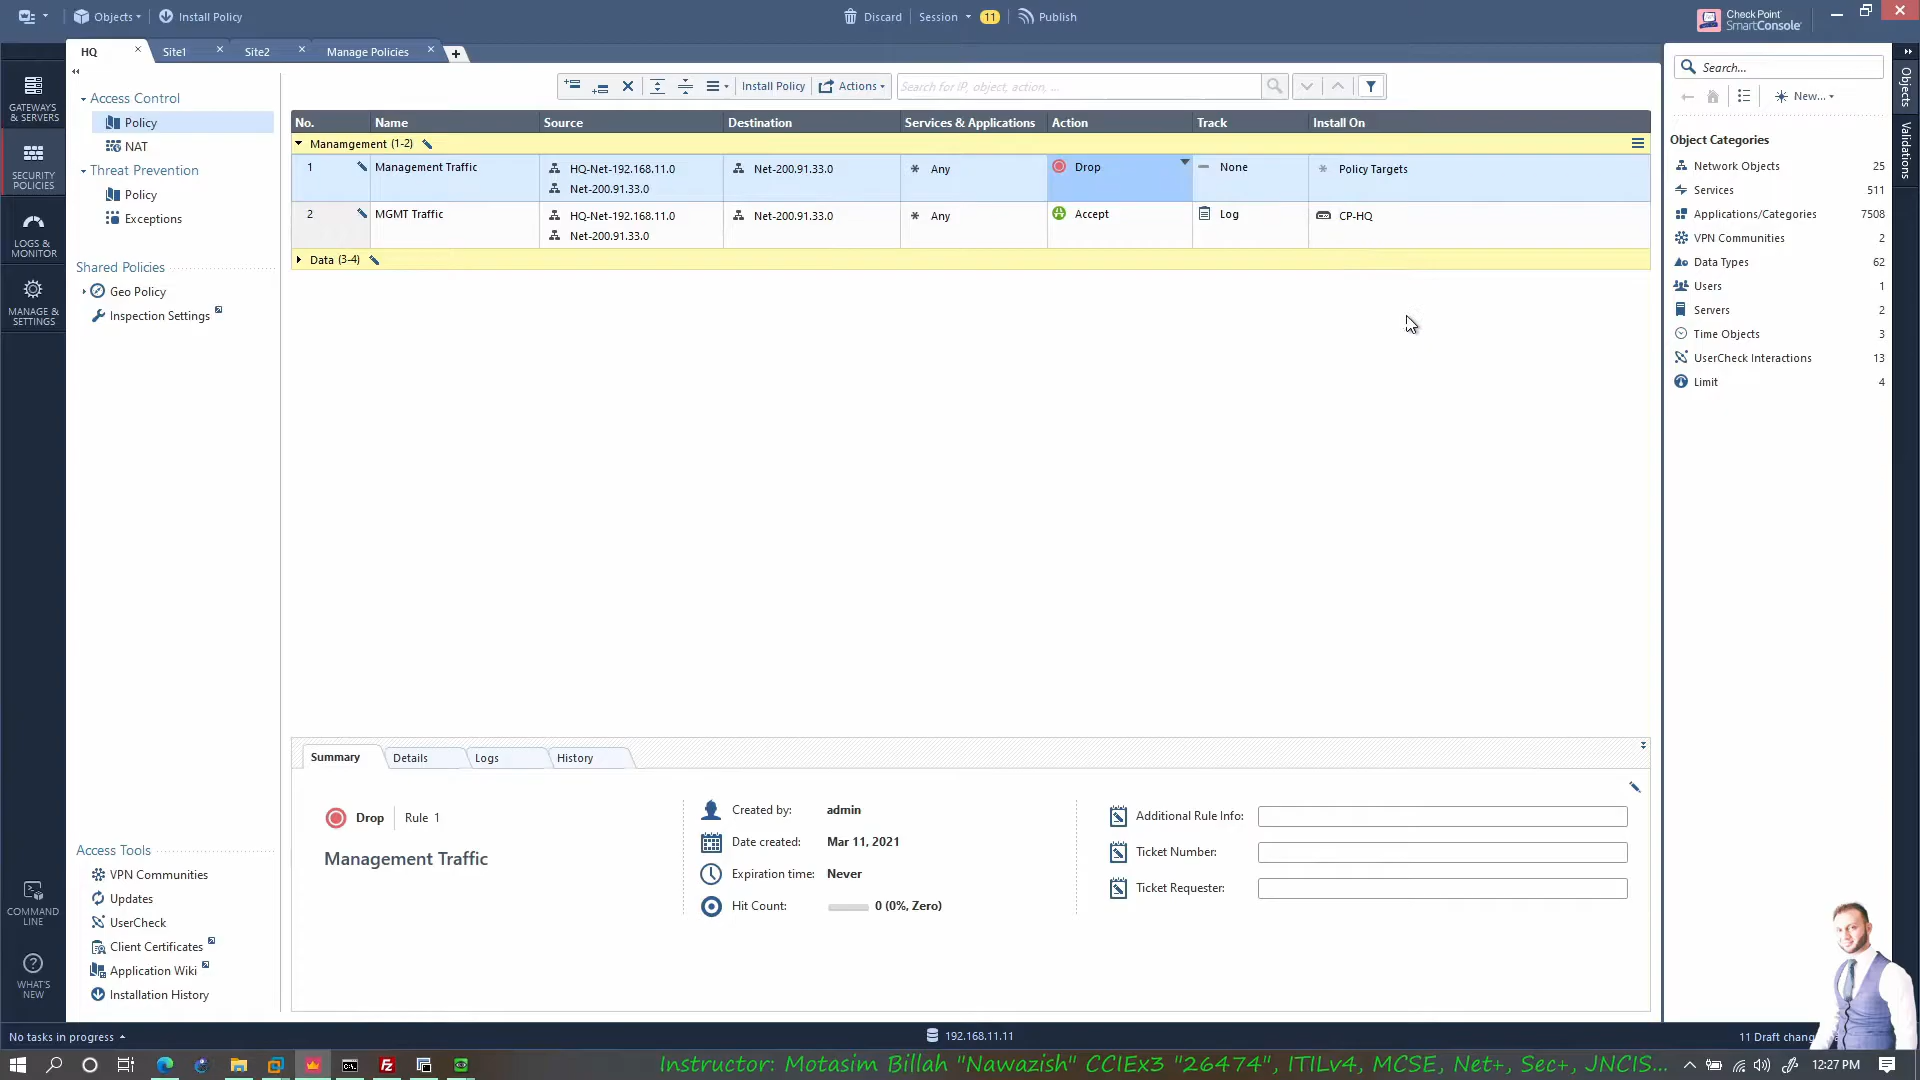 Objects
Install Policy
Discard
Session
11
Publish
Check Point
SmartConsole
HQ
Site1
Site2
Manage Policies
GATEWAYS
& SERVERS
SECURITY
POLICIES
LOGS &
MONITOR
MANAGE &
SETTINGS
COMMAND
LINE
WHAT'S
NEW
Access Control
Policy
NAT
Threat Prevention
Policy
Exceptions
Shared Policies
Geo Policy
Inspection Settings
Access Tools
VPN Communities
Updates
UserCheck
Client Certificates
Application Wiki
Installation History
Install Policy
Actions
Search for IP, object, action, ...
No. Name Source Destination Services & Applications Action Track Install On
Manamgement (1-2)
1 Management Traffic HQ-Net-192.168.11.0 Net-200.91.33.0 Any Drop None Policy Targets
Net-200.91.33.0
2 MGMT Traffic HQ-Net-192.168.11.0 Net-200.91.33.0 Any Accept Log CP-HQ
Net-200.91.33.0
Data (3-4)
Summary
Details
Logs
History
Drop
Rule 1
Management Traffic
Created by: admin
Date created: Mar 11, 2021
Expiration time: Never
Hit Count: 0 (0%, Zero)
Additional Rule Info:
Ticket Number:
Ticket Requester:
Search...
New...
Object Categories
Network Objects 25
Services 511
Applications/Categories 7508
VPN Communities 2
Data Types 62
Users 1
Servers 2
Time Objects 3
UserCheck Interactions 13
Limit 4
Objects
Validations
No tasks in progress
192.168.11.11
11 Draft chang
Instructor: Motasim Billah "Nawazish" CCIEx3 "26474", ITILv4, MCSE, Net+, Sec+, JNCIS...
12:27 PM